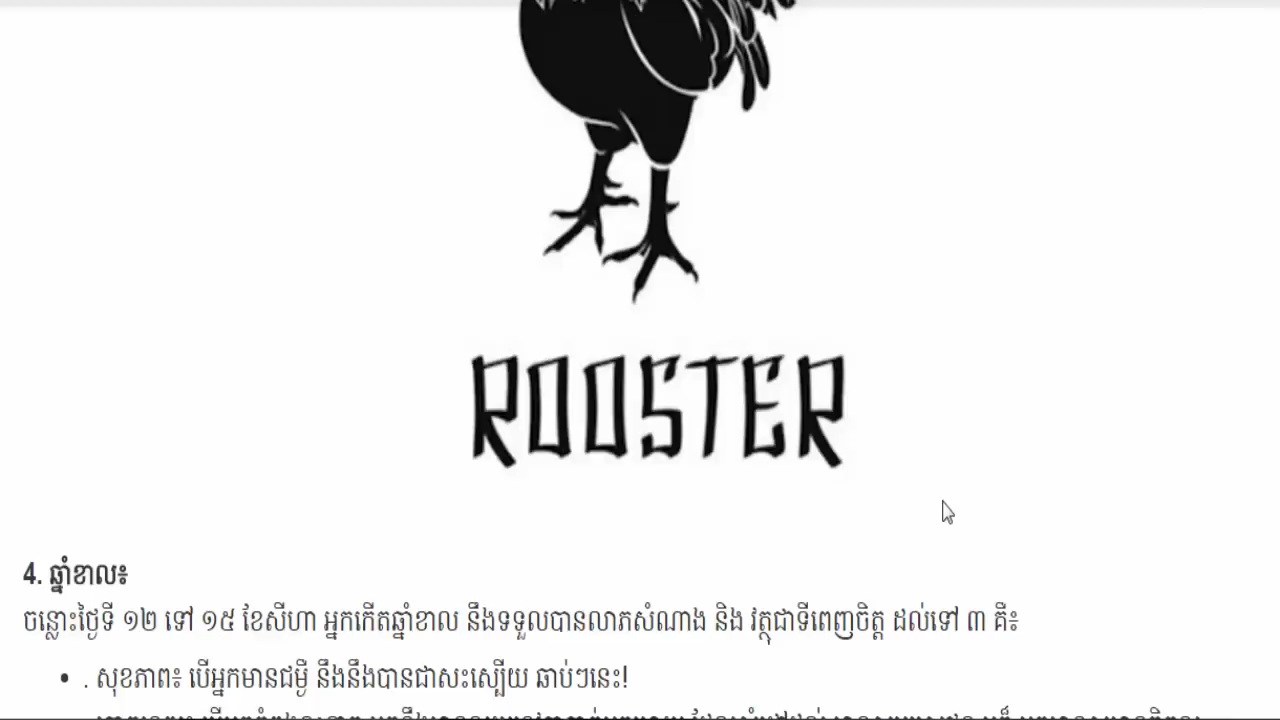 ROOSTER
4. ឆ្នាំខាល៖
ចន្លោះថ្ងៃទី ១២ ទៅ ១៥ ខែសីហា អ្នកកើតឆ្នាំខាល នឹងទទួលបានលាភសំណាង និង វត្ថុជាទីពេញចិត្ត ដល់ទៅ ៣ គឺ៖
. សុខភាព៖ បើអ្នកមានជម្ងឺ នឹងនឹងបានជាសះស្បើយ ឆាប់ៗនេះ!